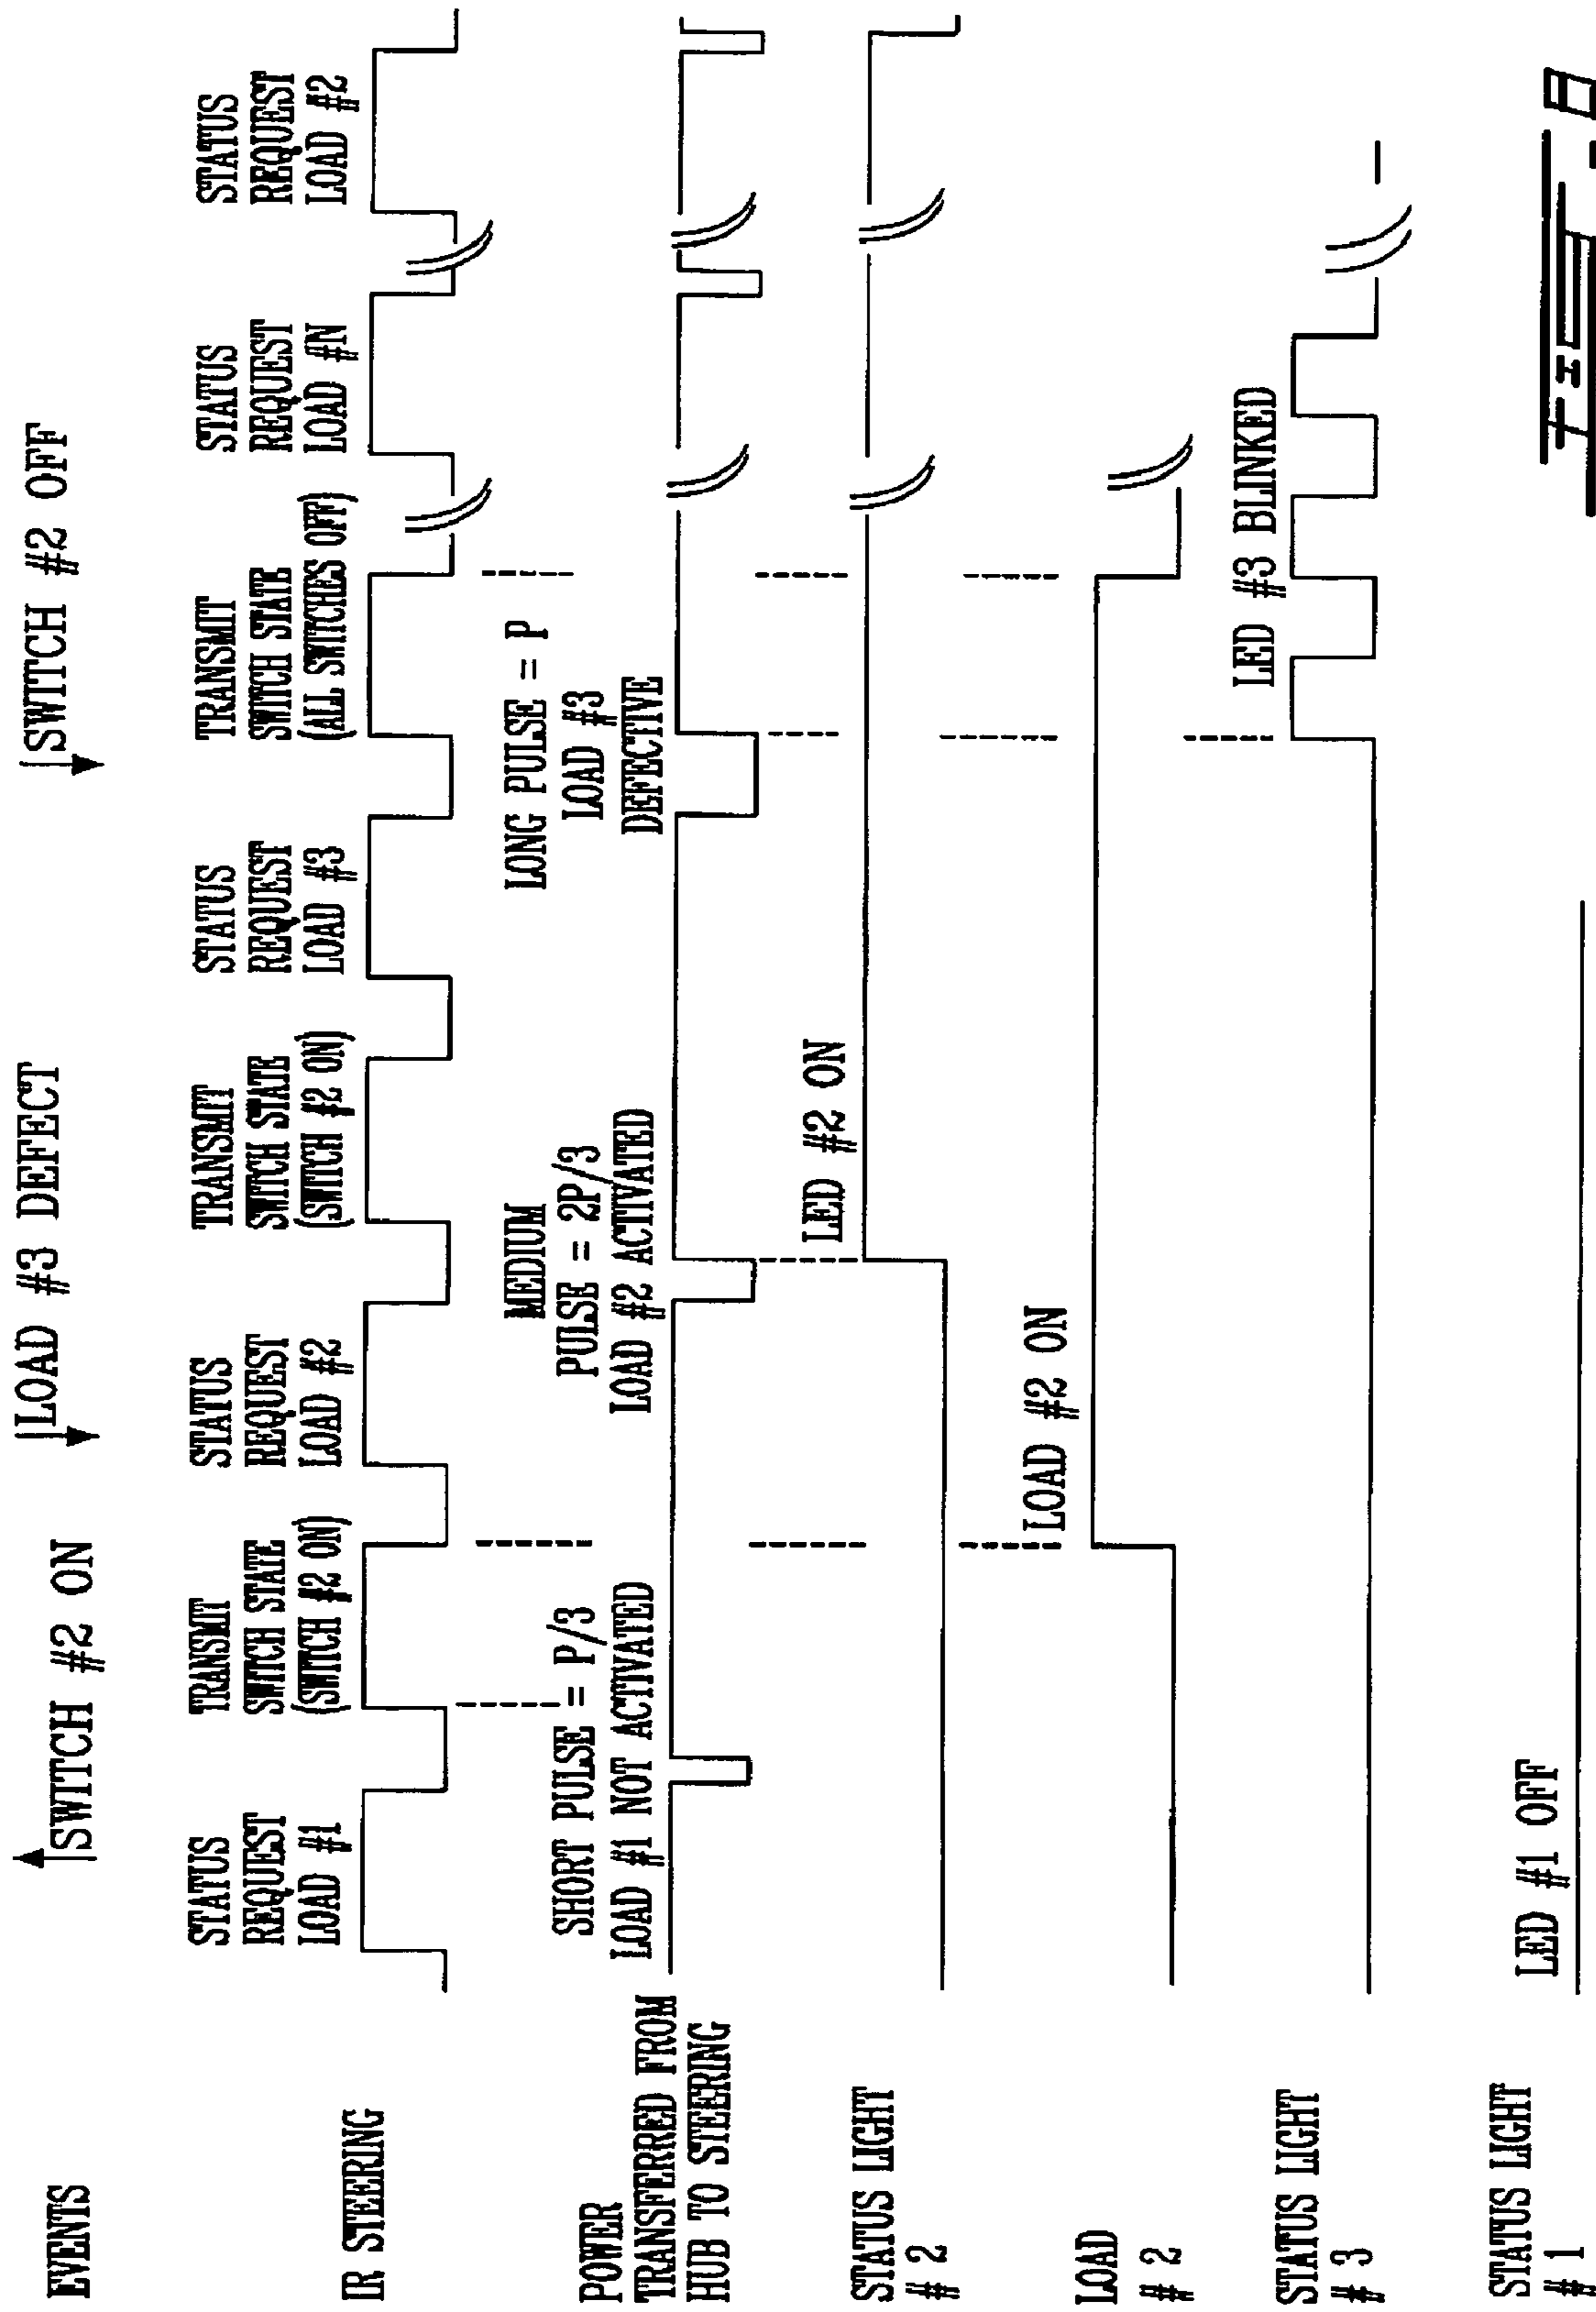 EVENTS
SWITCH #2 ON
LOAD #3 DEFECT
SWITCH #2 OFF
IR STEERING
STATUS
REQUEST
LOAD #1
TRANSMIT
SWITCH STATE
(SWITCH #2 ON)
STATUS
REQUEST
LOAD #2
TRANSMIT
SWITCH STATE
(SWITCH #2 ON)
STATUS
REQUEST
LOAD #3
TRANSMIT
SWITCH STATE
(ALL SWITCHES OFF)
STATUS
REQUEST
LOAD #N
STATUS
REQUEST
LOAD #2
POWER
TRANSFERRED FROM
HUB TO STEERING
SHORT PULSE = P/3
LOAD #1 NOT ACTIVATED
MEDIUM
PULSE = 2P/3
LOAD #2 ACTIVATED
LONG PULSE = P
LOAD #3
DEFECTIVE
STATUS LIGHT
# 2
LED #2 ON
LOAD
# 2
LOAD #2 ON
STATUS LIGHT
# 3
LED #3 BLINKED
STATUS LIGHT
# 1
LED #1 OFF